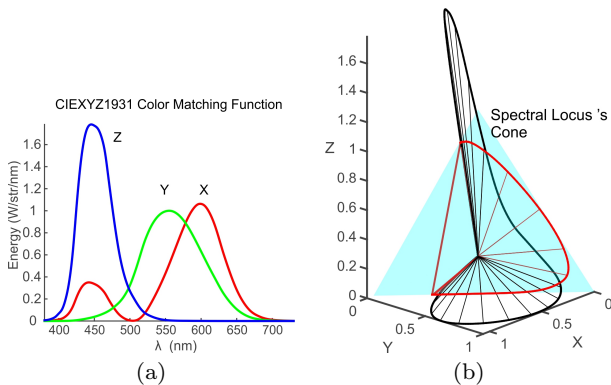 CIEXYZ1931 Color Matching Function
Energy (W/str/nm)
1.6
1.4
1.2
1
0.8
0.6
0.4
0.2
0
Z
Y
X
400
450
500
550
600
650
700
λ (nm)
(a)
1.6
1.4
1.2
1
0.8
0.6
0.4
0.2
0
Z
Spectral Locus 's
Cone
0
0.5
1
Y
1
0.5
0
X
(b)